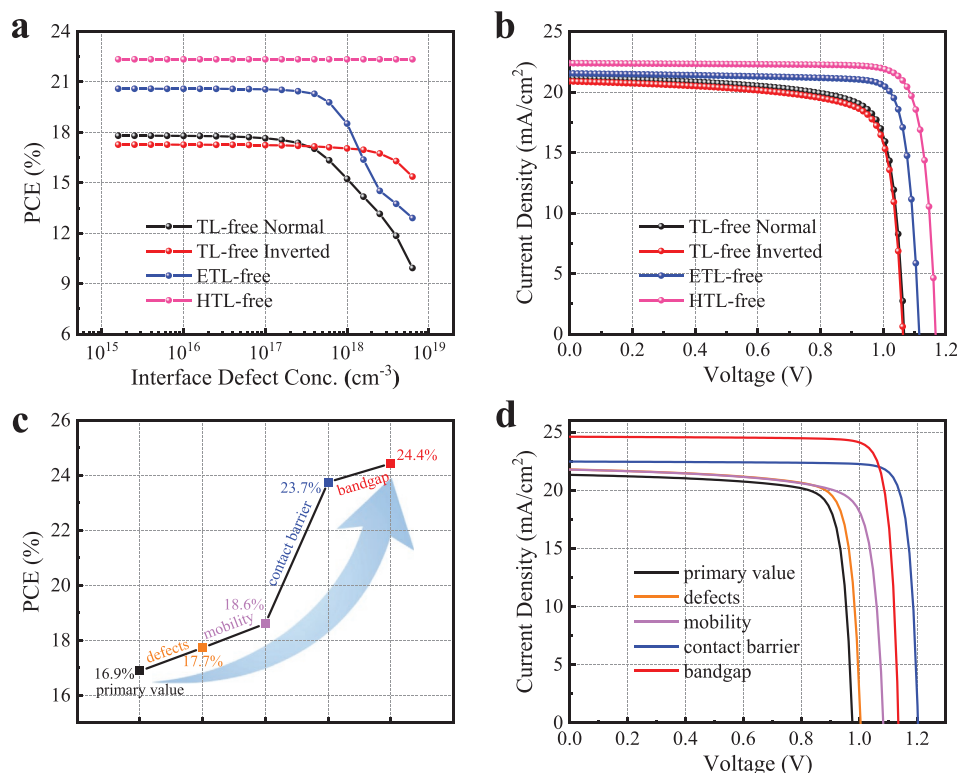 a
24
21
18
15
12
9
6
PCE (%)
TL-free Normal
TL-free Inverted
ETL-free
HTL-free
10^15
10^16
10^17
10^18
10^19
Interface Defect Conc. (cm^-3)
b
25
20
15
10
5
0
Current Density (mA/cm^2)
TL-free Normal
TL-free Inverted
ETL-free
HTL-free
0.0
0.2
0.4
0.6
0.8
1.0
1.2
Voltage (V)
c
26
24
22
20
18
16
PCE (%)
24.4%
23.7%
bandgap
contact barrier
18.6%
mobility
defects
17.7%
16.9%
primary value
d
25
20
15
10
5
0
Current Density (mA/cm^2)
primary value
defects
mobility
contact barrier
bandgap
0.0
0.2
0.4
0.6
0.8
1.0
1.2
Voltage (V)